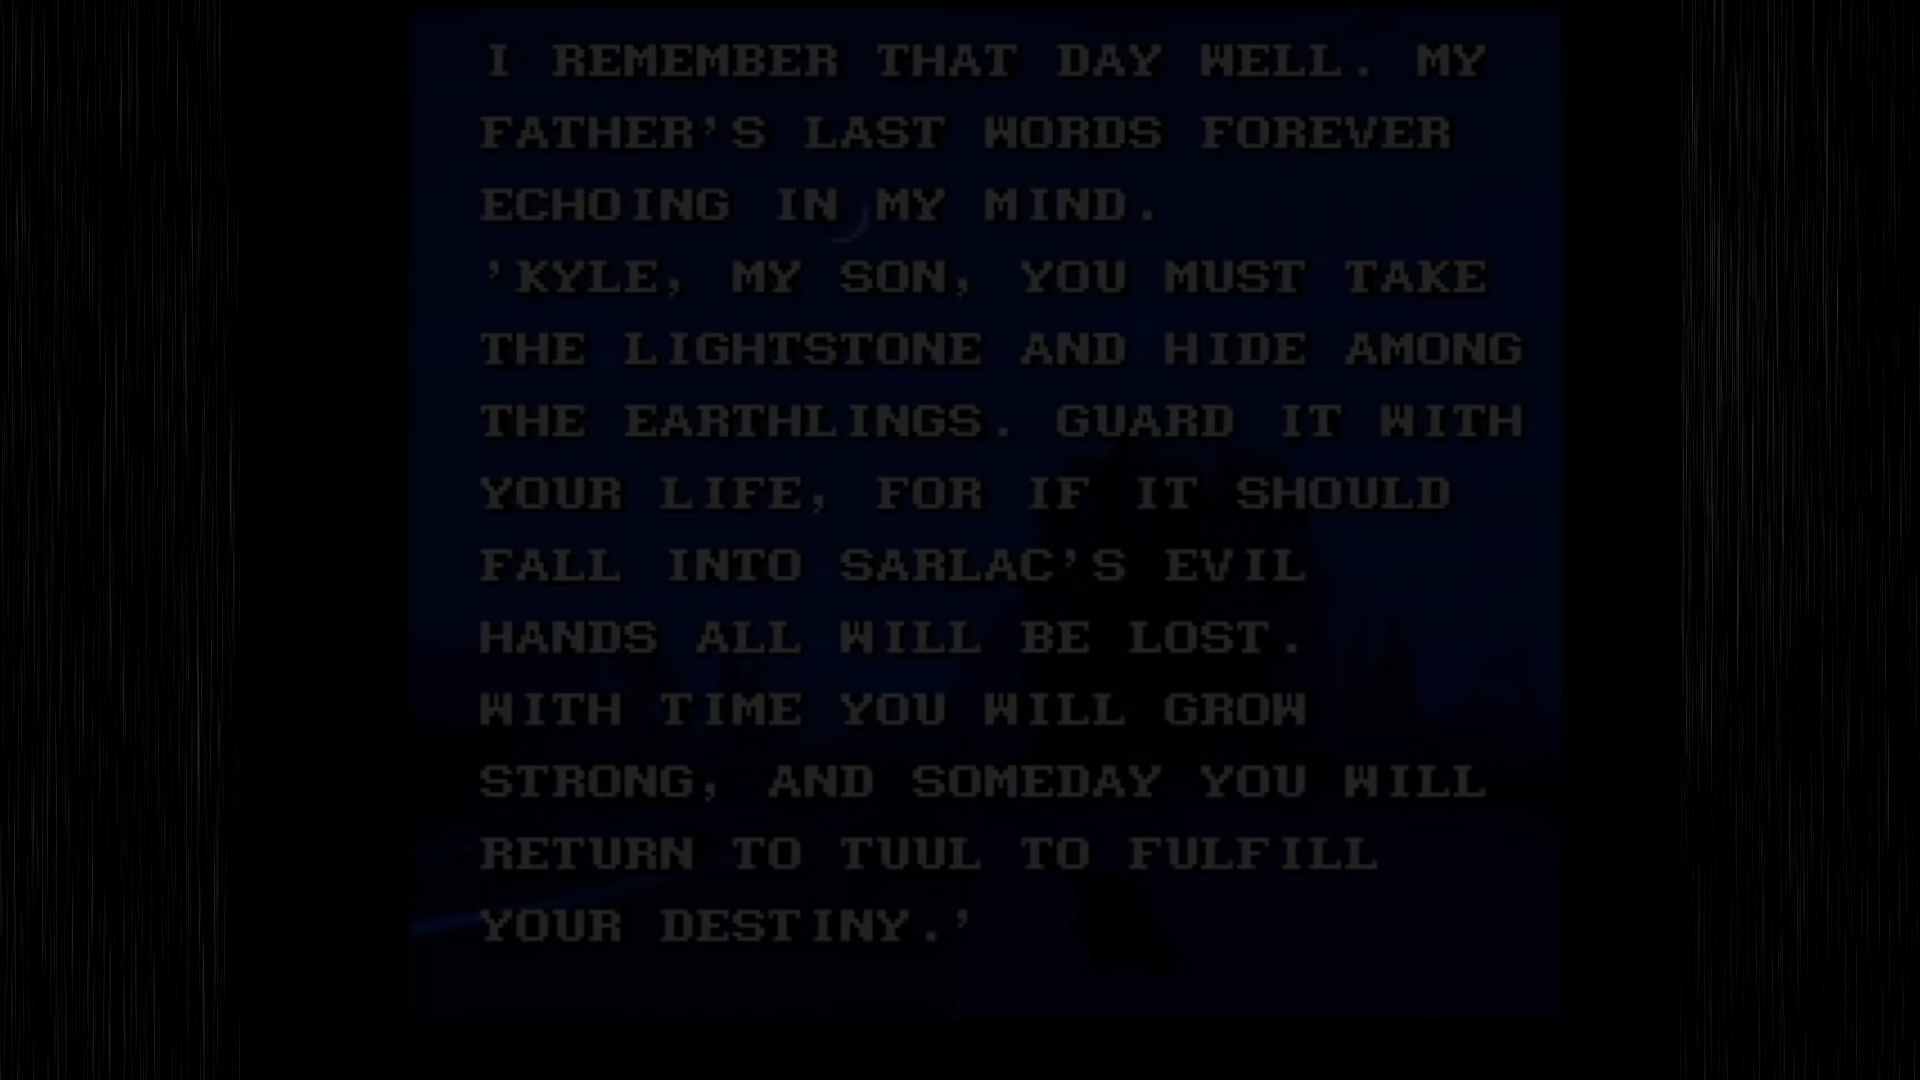 I REMEMBER THAT DAY WELL. MY
FATHER'S LAST WORDS FOREVER
ECHOING IN MY MIND.
'KYLE, MY SON, YOU MUST TAKE
THE LIGHTSTONE AND HIDE AMONG
THE EARTHLINGS. GUARD IT WITH
YOUR LIFE, FOR IF IT SHOULD
FALL INTO SARLAC'S EVIL
HANDS ALL WILL BE LOST.
WITH TIME YOU WILL GROW
STRONG, AND SOMEDAY YOU WILL
RETURN TO TUUL TO FULFILL
YOUR DESTINY.'